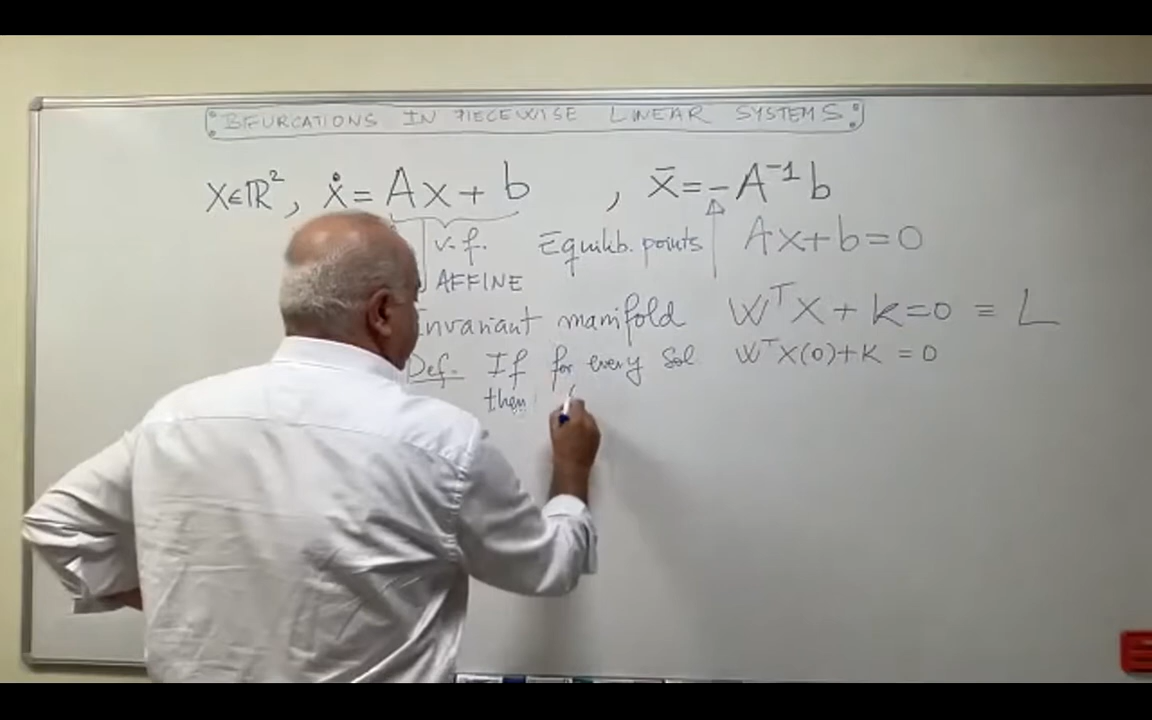 BIFURCATIONS IN PIECEWISE LINEAR SYSTEMS
X∈ℝ², ẋ = Ax + b , x̄ = -A⁻¹b
v.f. Equilib. points Ax+b=0
AFFINE
Invariant manifold WᵀX + k=0 ≡ L
Def. If for every sol WᵀX(0)+K = 0
then